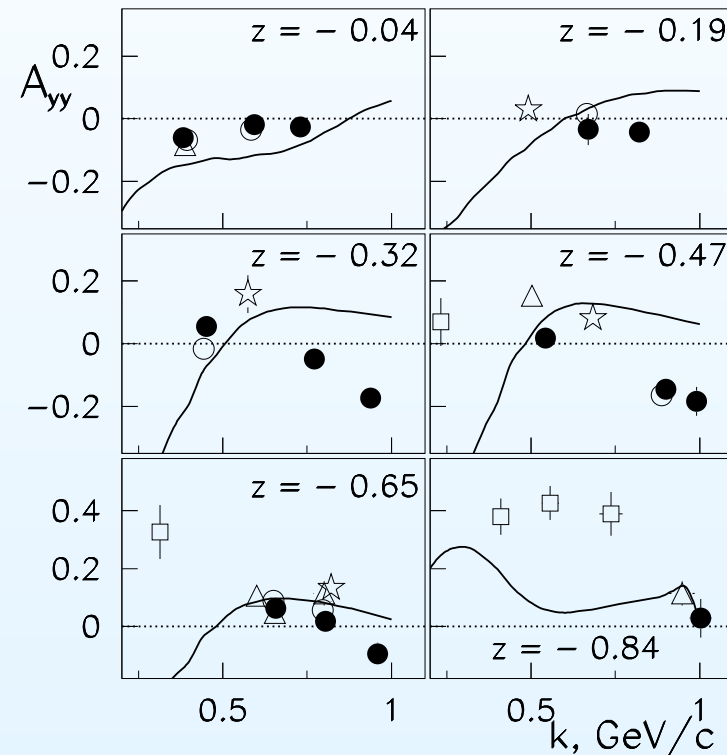 z = − 0.04
z = − 0.19
0.2
A_yy
0
−0.2
z = − 0.32
z = − 0.47
0.2
0
−0.2
z = − 0.65
0.4
0.2
0
z = − 0.84
0.5
1
0.5
1
k, GeV/c